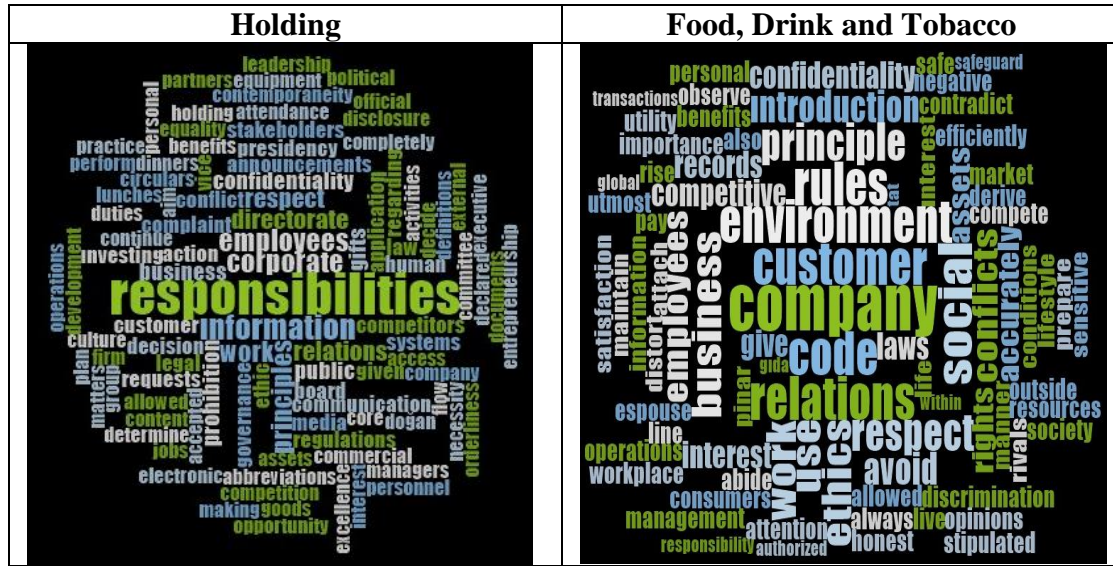 Holding
Food, Drink and Tobacco
leadership
partners equipment political
contemporaneity
personal
holding attendance official
disclosure
equality stakeholders
practice benefits presidency completely
perform dinners vice announcements
circulars confidentiality
lunches
conflict respect
duties
complaint directorate
continue employees gifts
investing action corporate
business
application regarding activities
law decide definitions external
human committee declared executive
documents entrepreneurship
operations development
responsibilities
customer information competitors
culture decision work relations systems
plan firm legal access
matters group requests prohibition public given company
governance ethic principles board
allowed communication flow
content accepted media core dogan necessity
determine regulations orderliness
jobs assets commercial
electronic abbreviations managers
competition interest personnel
making goods
opportunity excellence
personal confidentiality safe safeguard
negative
transactions observe introduction contradict
utility benefits
importance also principle interest efficiently
records
rise rules market
global competitive assets derive
utmost compete
pay environment
satisfaction maintain information distort attach employees business
customer social conflicts accurately conditions lifestyle prepare sensitive
company
give code laws
gida life
pinar relations within rights manner outside
espouse resources
line respect rivals society
operations interest work use ethics avoid
workplace abide
consumers allowed discrimination
management attention always live opinions
responsibility authorized honest stipulated